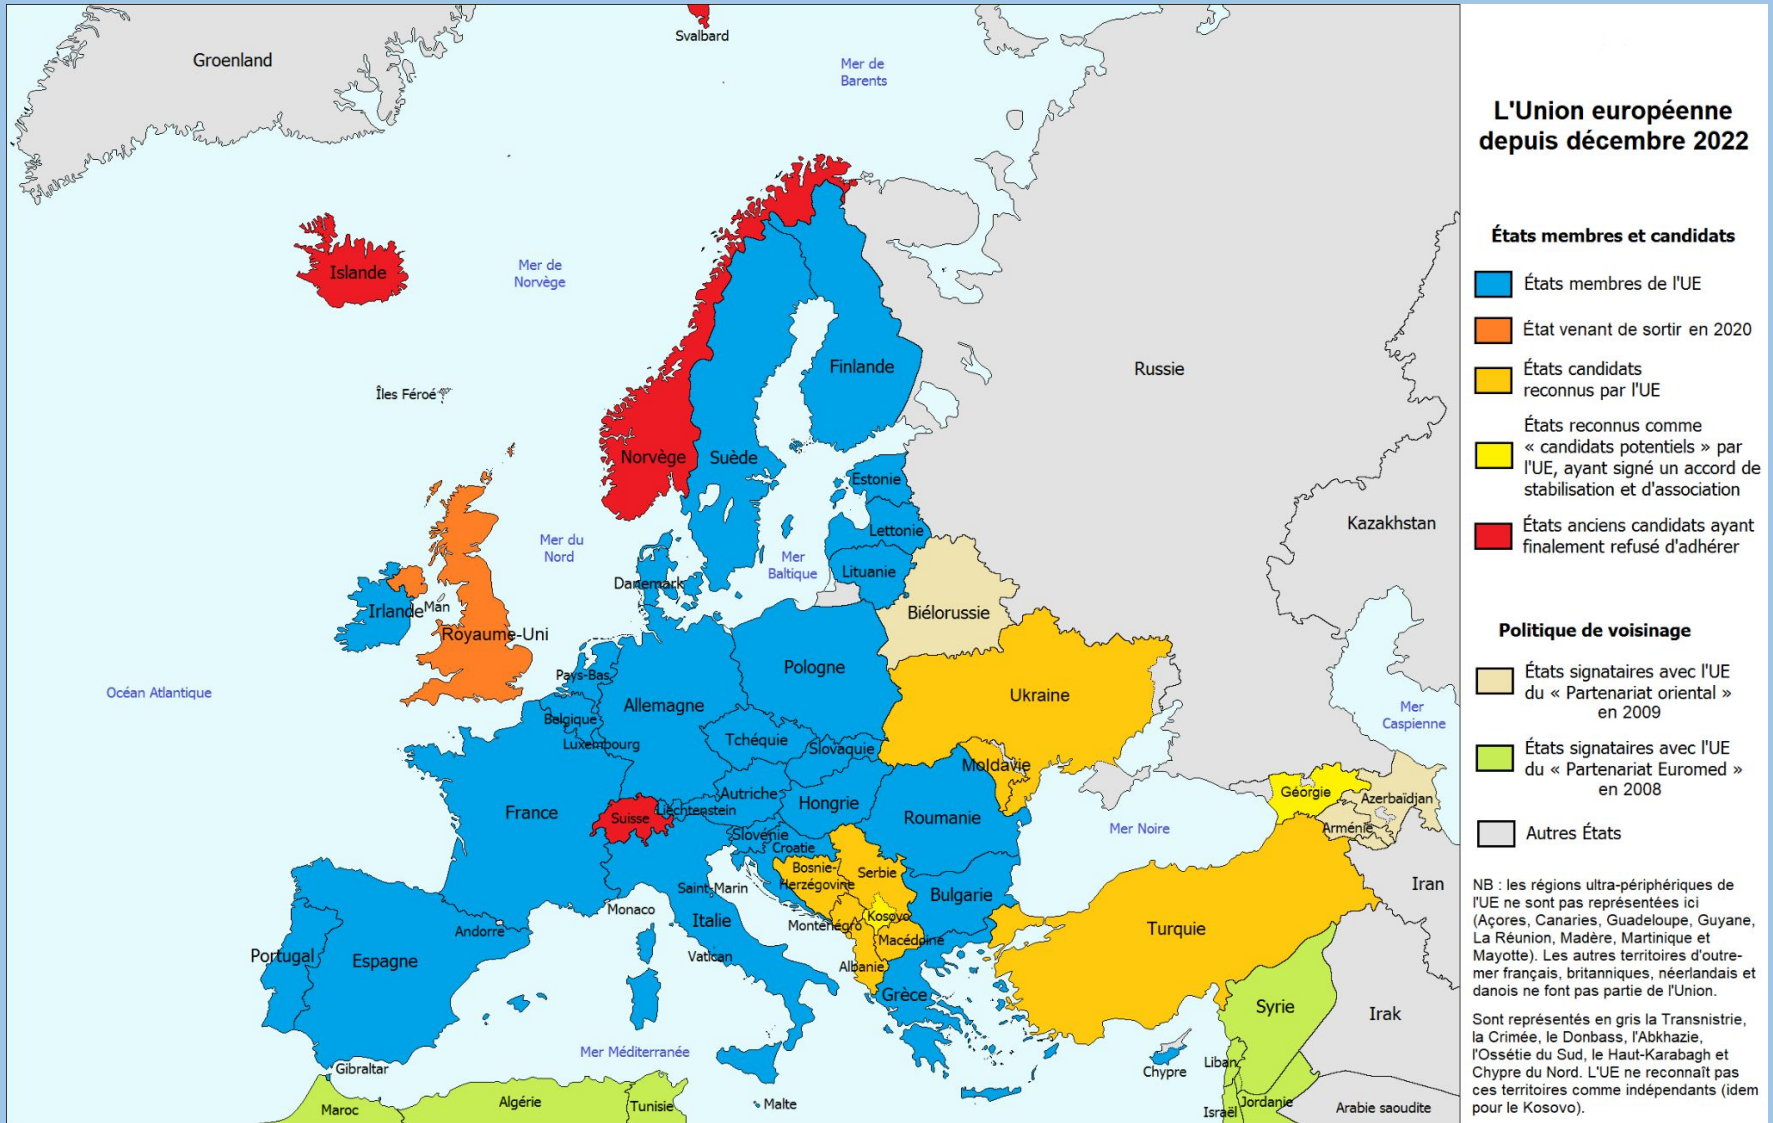 Groenland
Svalbard
Mer de
Barents
Islande
Mer de
Norvège
Îles Féroé
Finlande
Russie
Norvège
Suède
Estonie
Lettonie
Lituanie
Kazakhstan
Mer du
Nord
Mer
Baltique
Danemark
Biélorussie
Irlande
Man
Royaume-Uni
Océan Atlantique
Pays-Bas
Pologne
Ukraine
Allemagne
Belgique
Luxembourg
Tchéquie
Slovaquie
Moldavie
Mer
Caspienne
France
Suisse
Liechtenstein
Autriche
Hongrie
Roumanie
Mer Noire
Géorgie
Azerbaïdjan
Arménie
Slovénie
Croatie
Bosnie-
Herzégovine
Serbie
Bulgarie
Saint-Marin
Monaco
Italie
Kosovo
Monténégro
Macédoine
Andorre
Vatican
Albanie
Turquie
Iran
Portugal
Espagne
Grèce
Syrie
Irak
Mer Méditerranée
Gibraltar
Chypre
Liban
Maroc
Algérie
Tunisie
Malte
Israël
Jordanie
Arabie saoudite
L'Union européenne
depuis décembre 2022
États membres et candidats
États membres de l'UE
État venant de sortir en 2020
États candidats
reconnus par l'UE
États reconnus comme
« candidats potentiels » par
l'UE, ayant signé un accord de
stabilisation et d'association
États anciens candidats ayant
finalement refusé d'adhérer
Politique de voisinage
États signataires avec l'UE
du « Partenariat oriental »
en 2009
États signataires avec l'UE
du « Partenariat Euromed »
en 2008
Autres États
NB : les régions ultra-périphériques de
l'UE ne sont pas représentées ici
(Açores, Canaries, Guadeloupe, Guyane,
La Réunion, Madère, Martinique et
Mayotte). Les autres territoires d'outre-
mer français, britanniques, néerlandais et
danois ne font pas partie de l'Union.
Sont représentés en gris la Transnistrie,
la Crimée, le Donbass, l'Abkhazie,
l'Ossétie du Sud, le Haut-Karabagh et
Chypre du Nord. L'UE ne reconnaît pas
ces territoires comme indépendants (idem
pour le Kosovo).